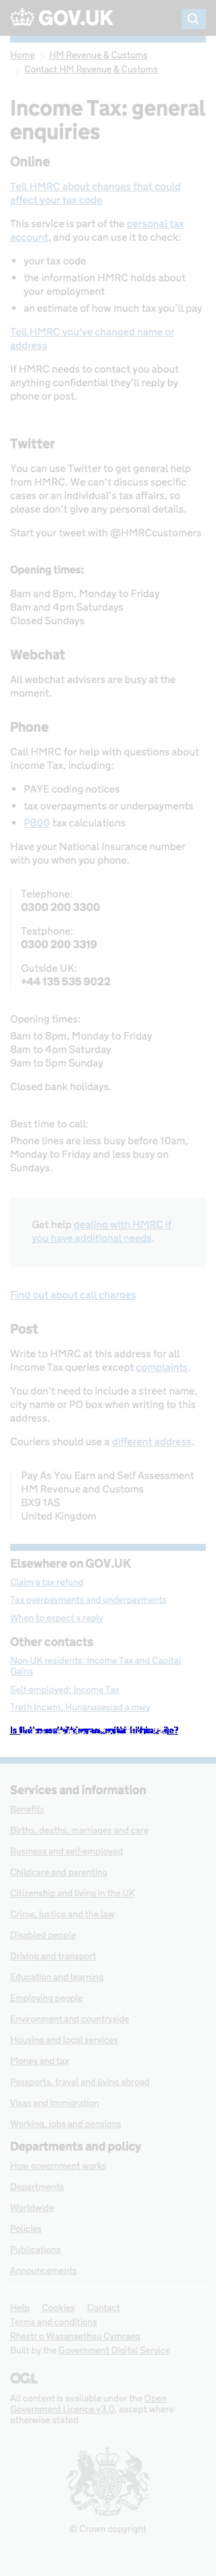 GOV.UK
Home
HM Revenue & Customs
Contact HM Revenue & Customs
Income Tax: general
enquiries
Online
Tell HMRC about changes that could
affect your tax code
This service is part of the personal tax
account, and you can use it to check:
• your tax code
• the information HMRC holds about
your employment
• an estimate of how much tax you'll pay
Tell HMRC you've changed name or
address
If HMRC needs to contact you about
anything confidential they'll reply by
phone or post.
Twitter
You can use Twitter to get general help
from HMRC. We can't discuss specific
cases or an individual's tax affairs, so
please don't give any personal details.
Start your tweet with @HMRCcustomers
Opening times:
8am and 8pm, Monday to Friday
8am and 4pm Saturdays
Closed Sundays
Webchat
All webchat advisers are busy at the
moment.
Phone
Call HMRC for help with questions about
Income Tax, including:
• PAYE coding notices
• tax overpayments or underpayments
• P800 tax calculations
Have your National Insurance number
with you when you phone.
Telephone:
0300 200 3300
Textphone:
0300 200 3319
Outside UK:
+44 135 535 9022
Opening times:
8am to 8pm, Monday to Friday
8am to 4pm Saturday
9am to 5pm Sunday
Closed bank holidays.
Best time to call:
Phone lines are less busy before 10am,
Monday to Friday and less busy on
Sundays.
Get help dealing with HMRC if
you have additional needs.
Find out about call charges
Post
Write to HMRC at this address for all
Income Tax queries except complaints.
You don't need to include a street name,
city name or PO box when writing to this
address.
Couriers should use a different address.
Pay As You Earn and Self Assessment
HM Revenue and Customs
BX9 1AS
United Kingdom
Elsewhere on GOV.UK
Claim a tax refund
Tax overpayments and underpayments
When to expect a reply
Other contacts
Non-UK residents: Income Tax and Capital
Gains
Self-employed: Income Tax
Treth Incwm, Hunanasesiad a mwy
Services and information
Benefits
Births, deaths, marriages and care
Business and self-employed
Childcare and parenting
Citizenship and living in the UK
Crime, justice and the law
Disabled people
Driving and transport
Education and learning
Employing people
Environment and countryside
Housing and local services
Money and tax
Passports, travel and living abroad
Visas and immigration
Working, jobs and pensions
Departments and policy
How government works
Departments
Worldwide
Policies
Publications
Announcements
Help Cookies Contact
Terms and conditions
Rhestr o Wasanaethau Cymraeg
Built by the Government Digital Service
OGL
All content is available under the Open
Government Licence v3.0, except where
otherwise stated
© Crown copyright